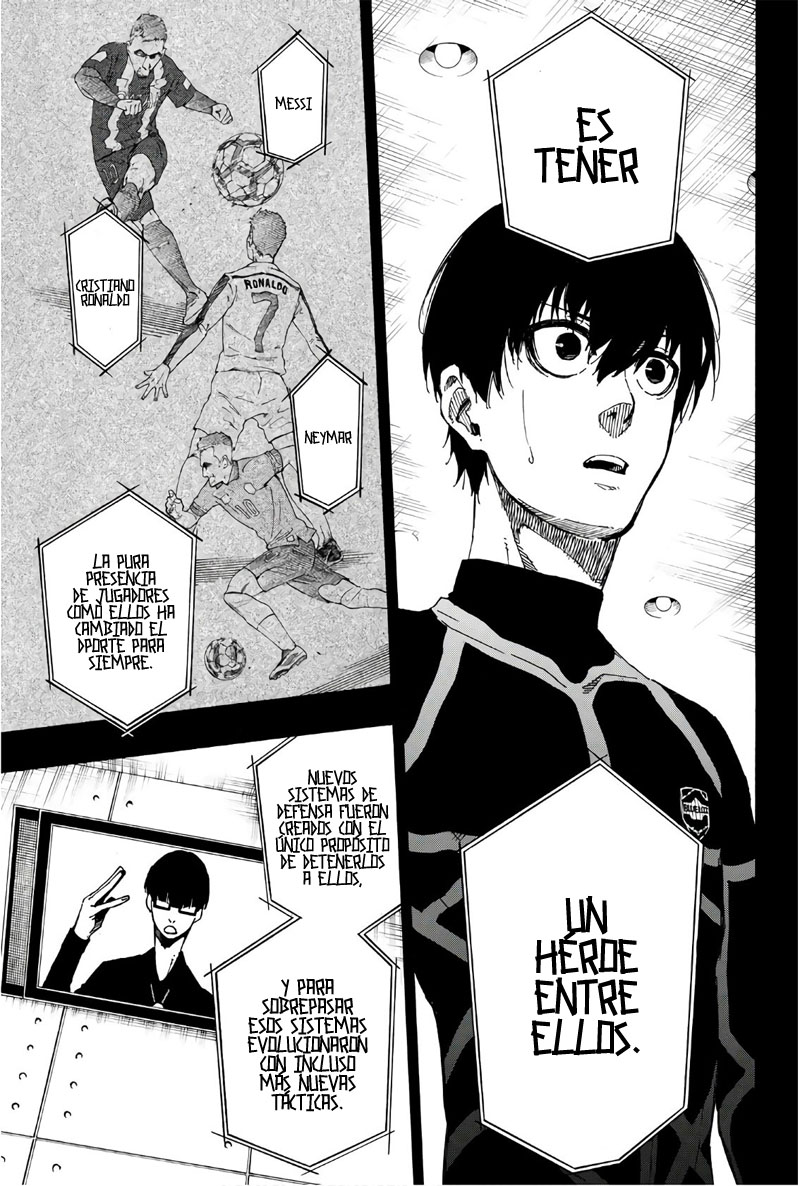 ES
TENER
UN
HÉROE
ENTRE
ELLOS.
MESSI
CRISTIANO
RONALDO
RONALDO
7
NEYMAR
10
LA PURA
PRESENCIA
DE JUGADORES
COMO ELLOS HA
CAMBIADO EL
DPORTE PARA
SIEMPRE.
NUEVOS
SISTEMAS DE
DEFENSA FUERON
CREADOS CON EL
ÚNICO PROPÓSITO
DE DETENERLOS
A ELLOS,
Y PARA
SOBREPASAR
ESOS SISTEMAS
EVOLUCIONARON
CON INCLUSO
MÁS NUEVAS
TÁCTICAS.